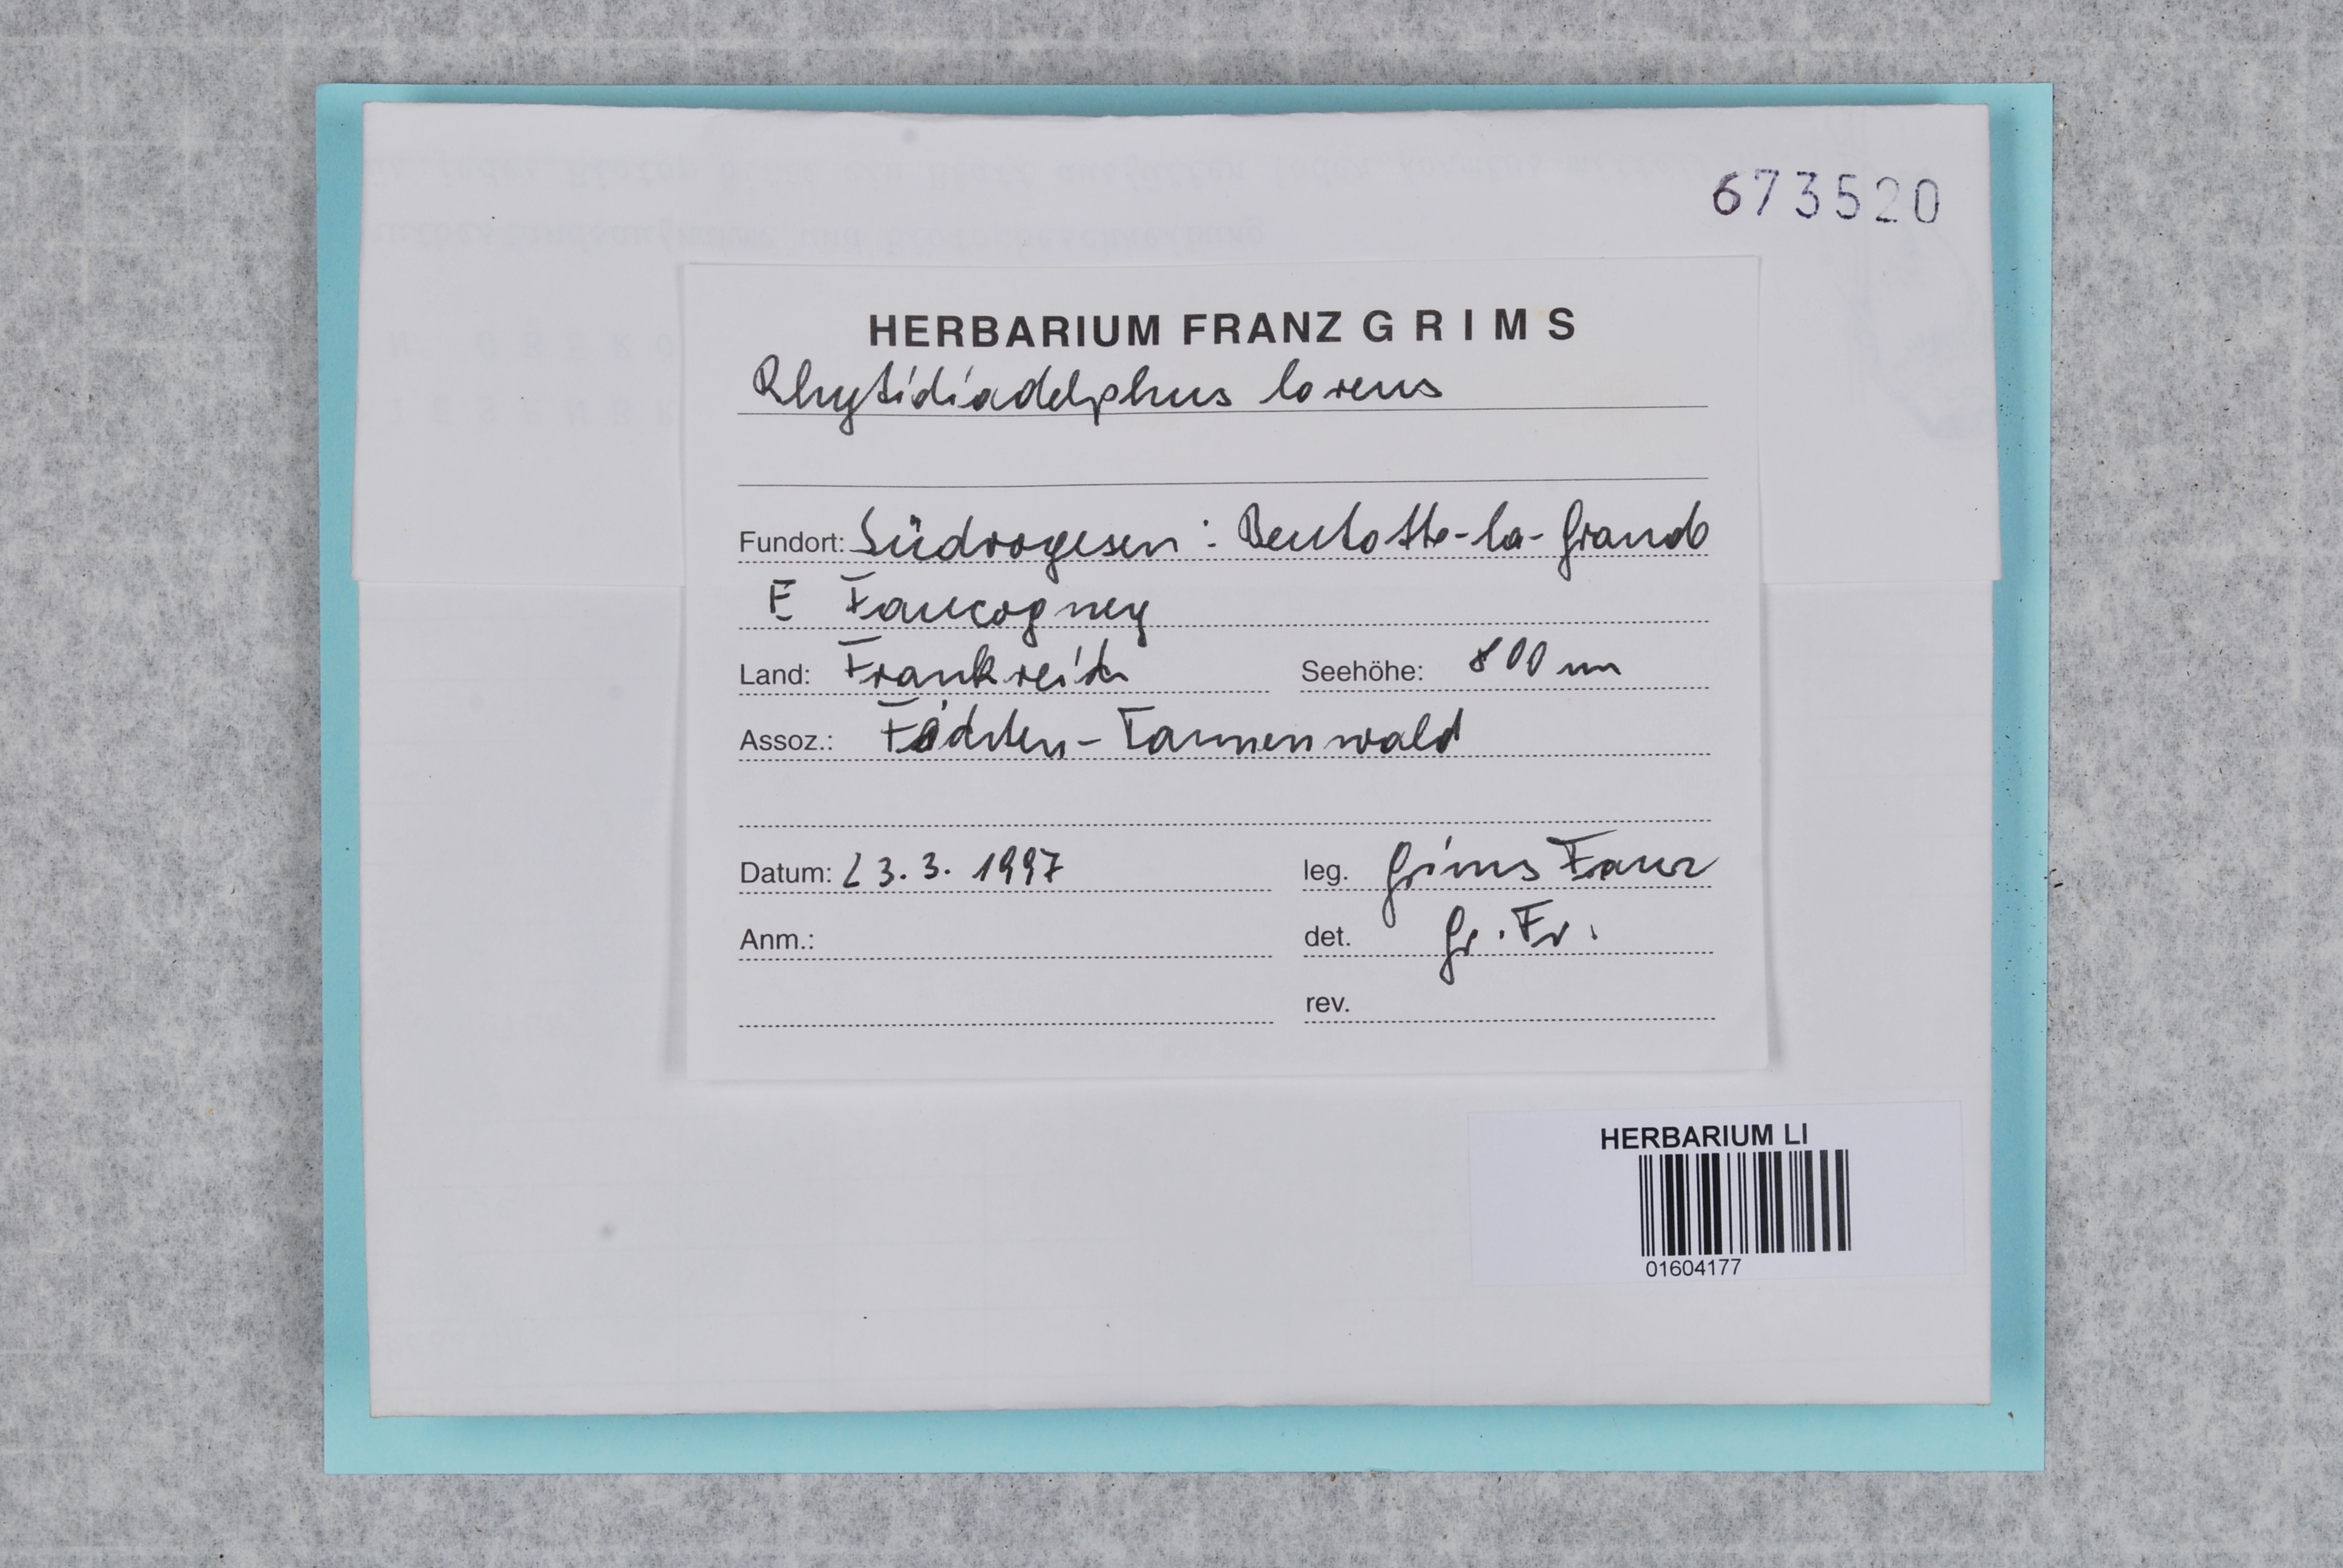 673520
HERBARIUM FRANZ GRIMS
Rhytidiadelphus loreus
Fundort: Südvogesen: Beulotte-la-Grande
E Faucogney
Land: Frankreich Seehöhe: 800 m
Assoz.: Fichten-Tannenwald
Datum: 23.3.1997 leg. Grims Franz
Anm.: det. Gr. Fr.
rev.
HERBARIUM LI
01604177